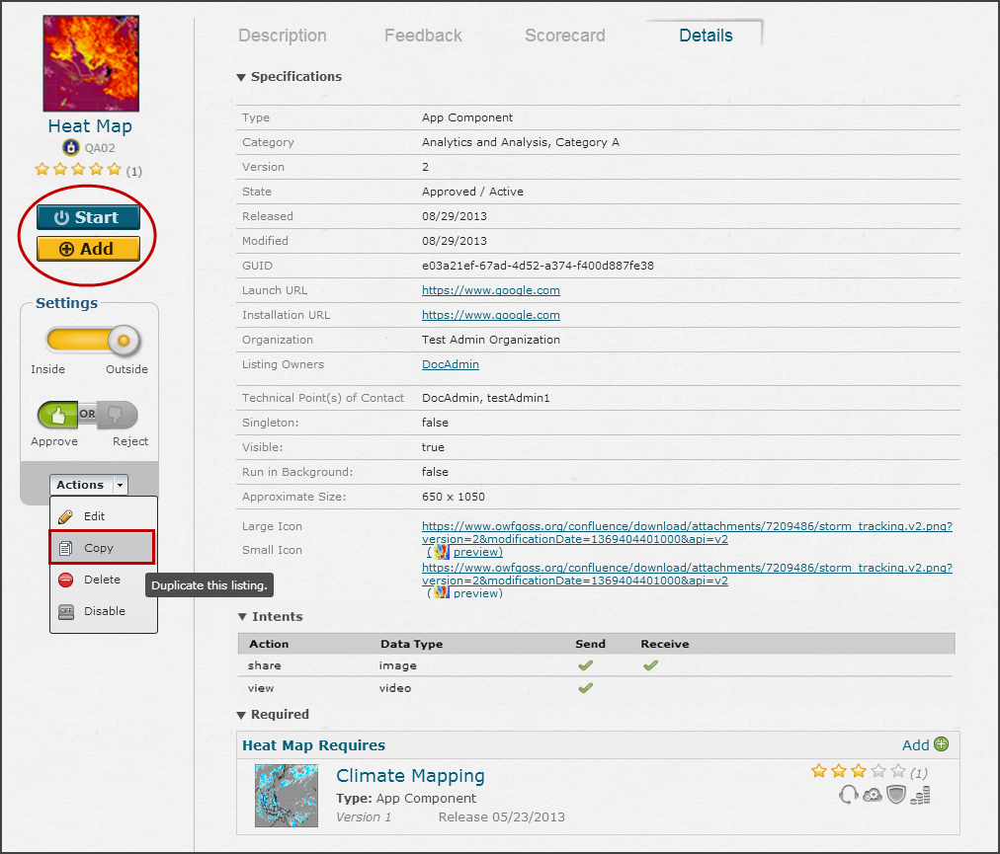 Heat Map
QA02
(1)
Start
Add
Settings
Inside Outside
OR
Approve Reject
Actions
Edit
Copy
Delete
OFF Disable
Duplicate this listing.
Description Feedback Scorecard Details
Specifications
Type App Component
Category Analytics and Analysis, Category A
Version 2
State Approved / Active
Released 08/29/2013
Modified 08/29/2013
GUID e03a21ef-67ad-4d52-a374-f400d887fe38
Launch URL https://www.google.com
Installation URL https://www.google.com
Organization Test Admin Organization
Listing Owners DocAdmin
Technical Point(s) of Contact DocAdmin, testAdmin1
Singleton: false
Visible: true
Run in Background: false
Approximate Size: 650 x 1050
Large Icon https://www.owfgoss.org/confluence/download/attachments/7209486/storm_tracking.v2.png?
version=2&modificationDate=1369404401000&api=v2
Small Icon ( preview)
https://www.owfgoss.org/confluence/download/attachments/7209486/storm_tracking.v2.png?
version=2&modificationDate=1369404401000&api=v2
( preview)
Intents
Action Data Type Send Receive
share image
view video
Required
Heat Map Requires Add
Climate Mapping (1)
Type: App Component
Version 1 Release 05/23/2013